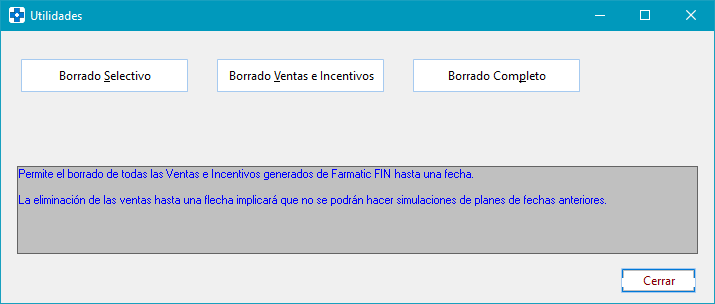 Utilidades
Borrado Selectivo
Borrado Ventas e Incentivos
Borrado Completo
Permite el borrado de todas las Ventas e Incentivos generados de Farmatic FIN hasta una fecha.
La eliminación de las ventas hasta una flecha implicará que no se podrán hacer simulaciones de planes de fechas anteriores.
Cerrar